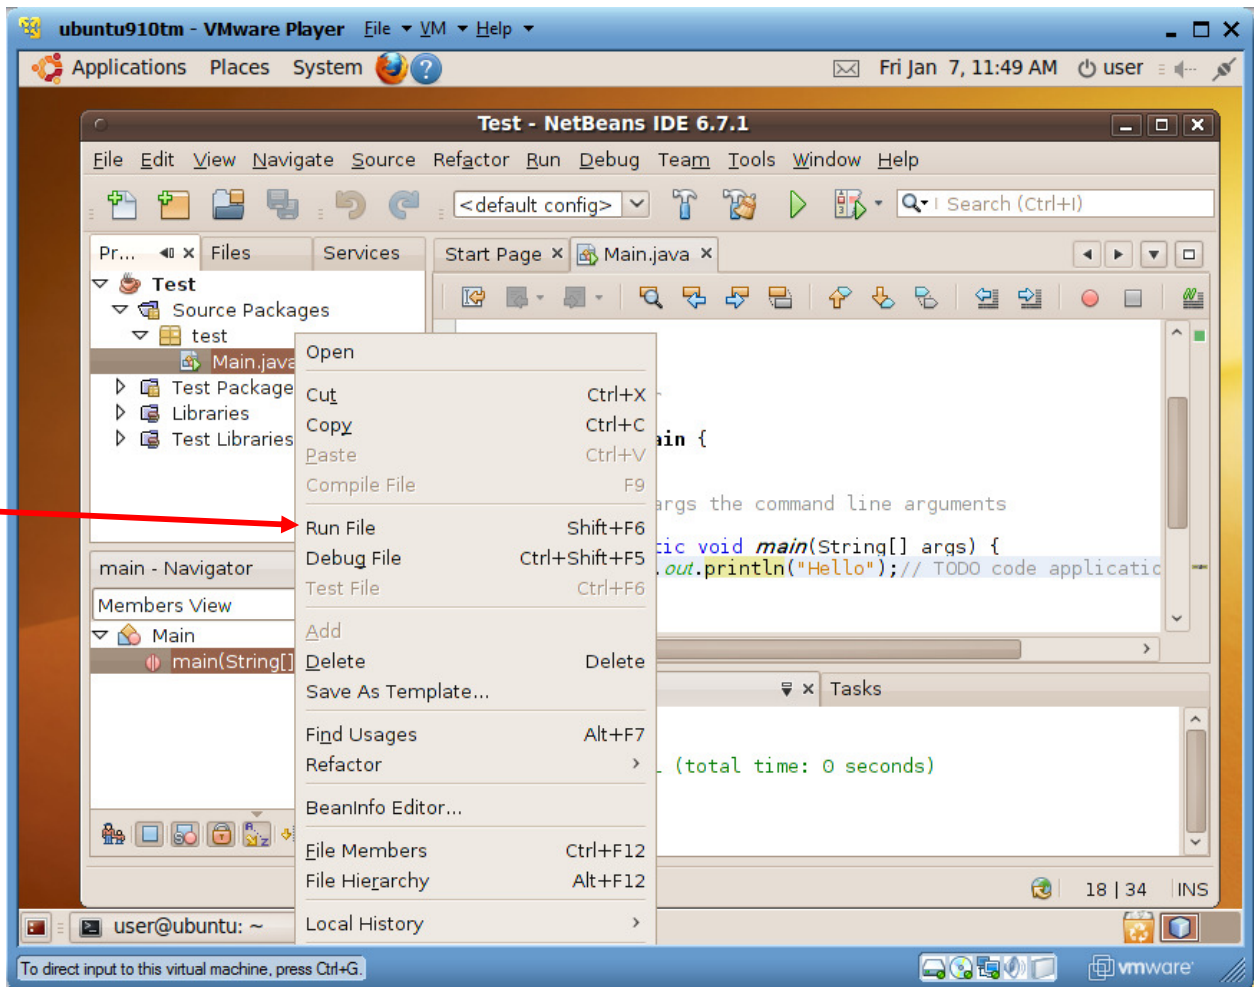 ubuntu910tm - VMware Player File VM Help
Applications Places System Fri Jan 7, 11:49 AM user
Test - NetBeans IDE 6.7.1
File Edit View Navigate Source Refactor Run Debug Team Tools Window Help
<default config> Search (Ctrl+I)
Pr... Files Services Start Page Main.java
Test
Source Packages
test
Main.java
Test Package
Libraries
Test Libraries
Open
Cut Ctrl+X
Copy Ctrl+C
Paste Ctrl+V
Compile File F9
Run File Shift+F6
Debug File Ctrl+Shift+F5
Test File Ctrl+F6
Add
Delete Delete
Save As Template...
Find Usages Alt+F7
Refactor
BeanInfo Editor...
File Members Ctrl+F12
File Hierarchy Alt+F12
Local History
ain {
args the command line arguments
tic void main(String[] args) {
.out.println("Hello");// TODO code applicatic
main - Navigator
Members View
Main
main(String[]
Tasks
(total time: 0 seconds)
18 | 34 INS
user@ubuntu: ~
To direct input to this virtual machine, press Ctrl+G.
vmware